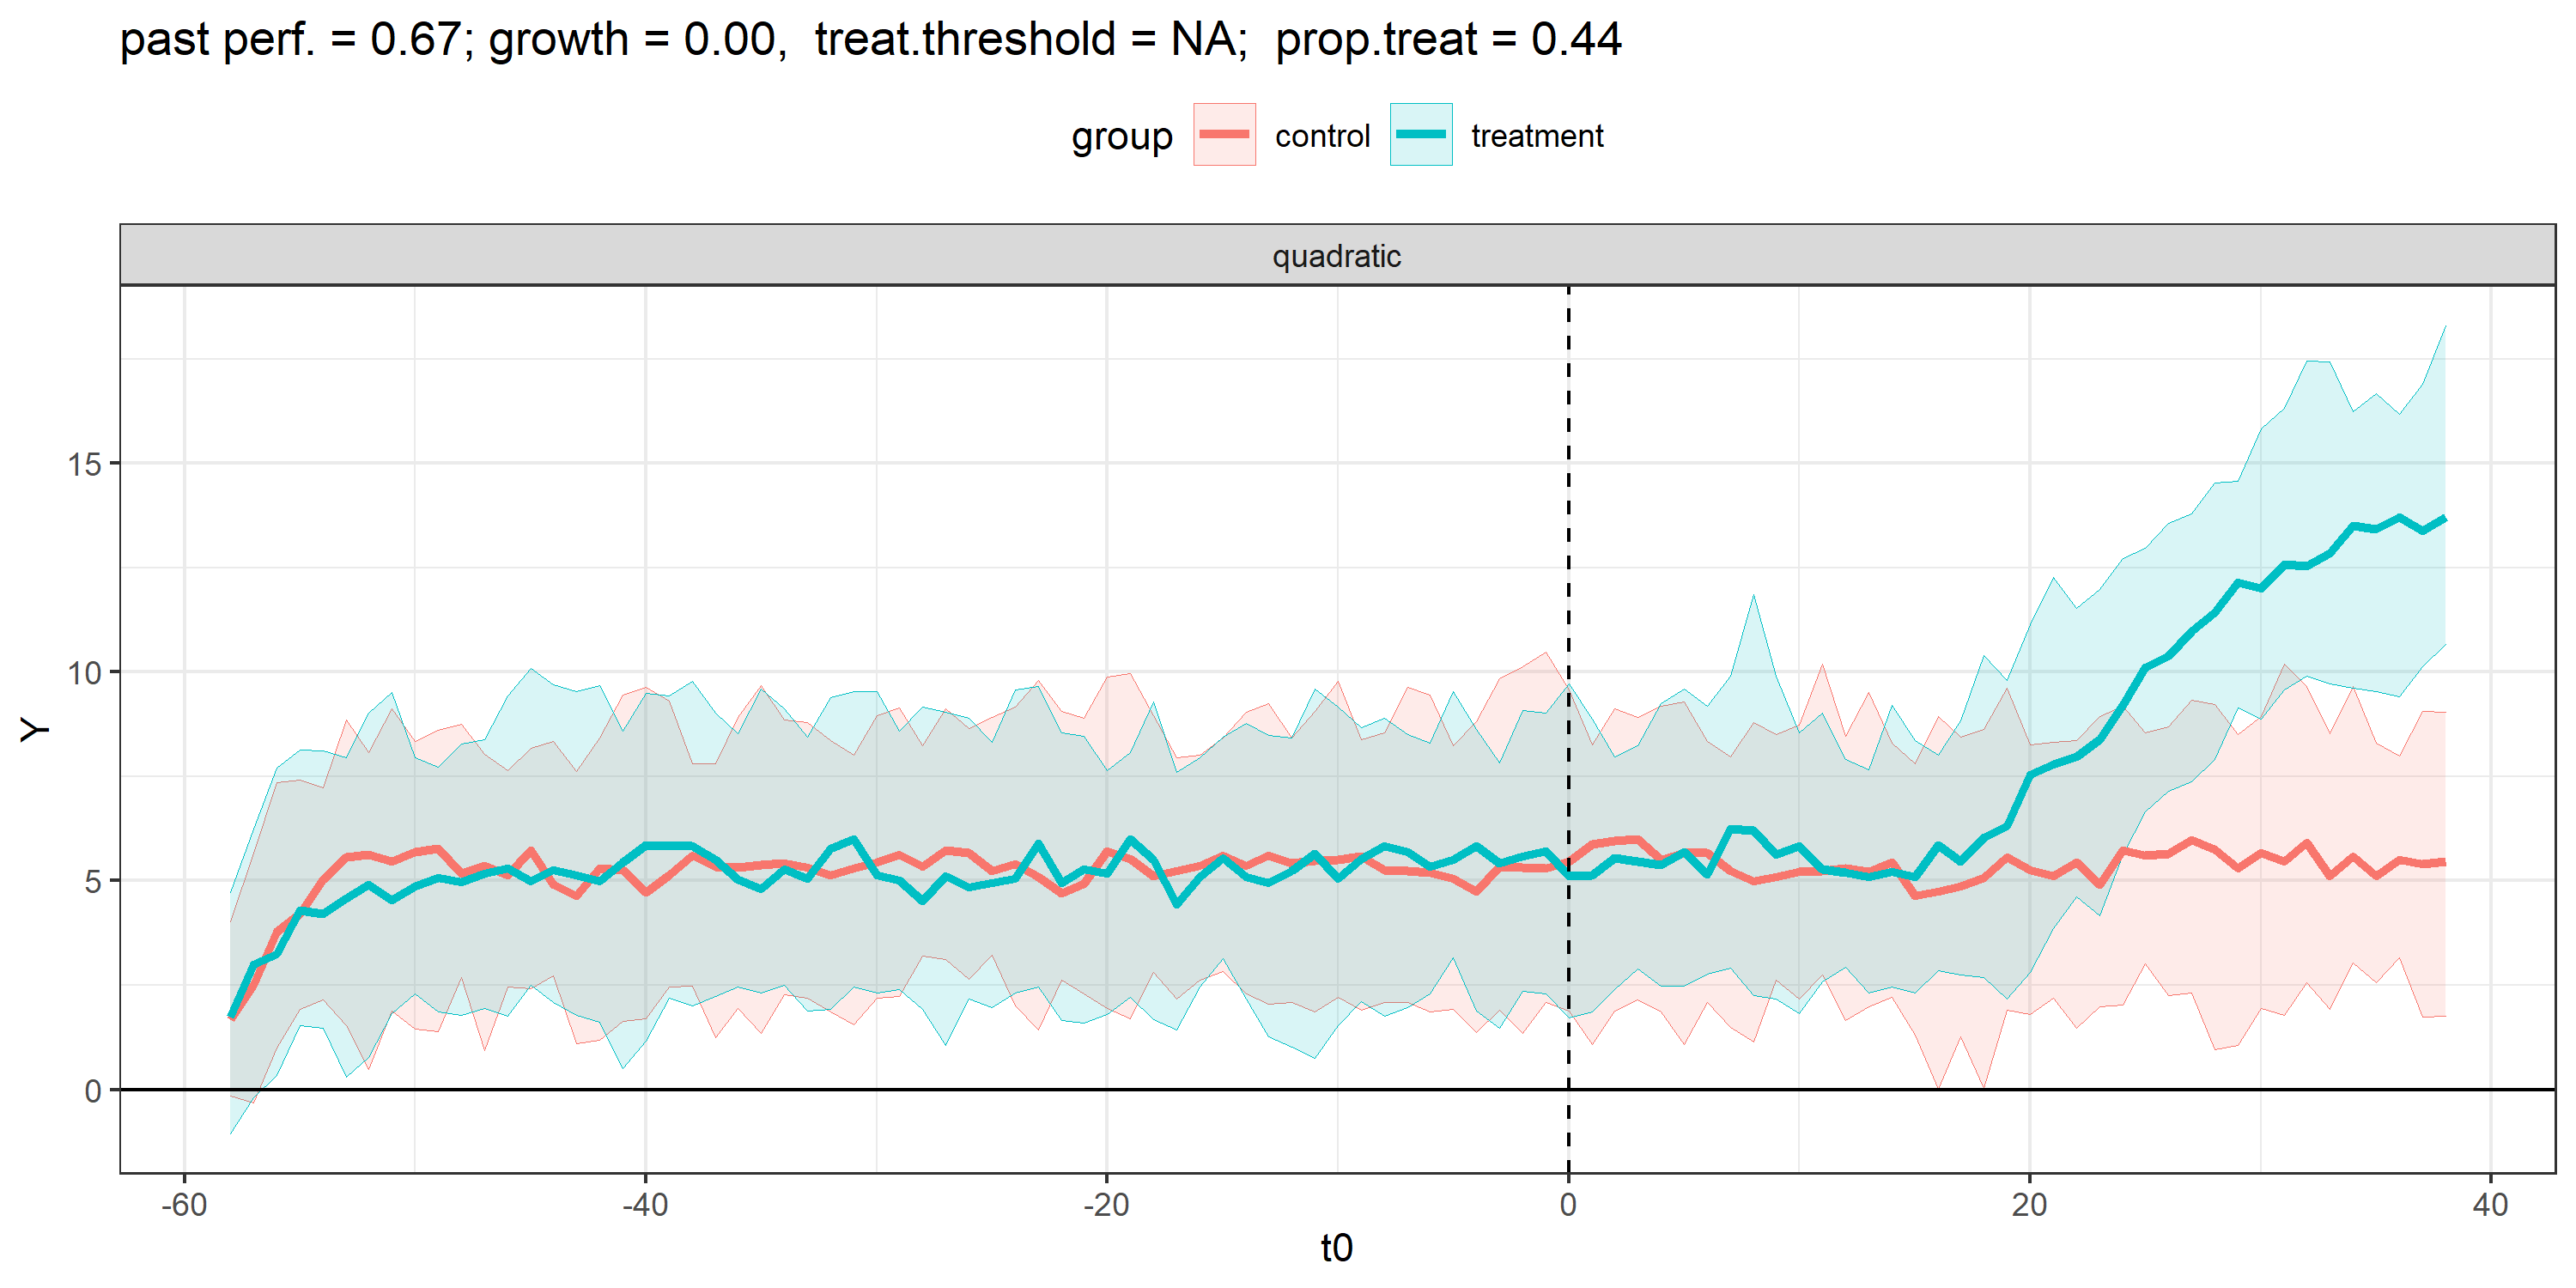 past perf. = 0.67; growth = 0.00,  treat.threshold = NA;  prop.treat = 0.44
group control treatment
quadratic
15
10
5
0
Y
-60 -40 -20 0 20 40
t0